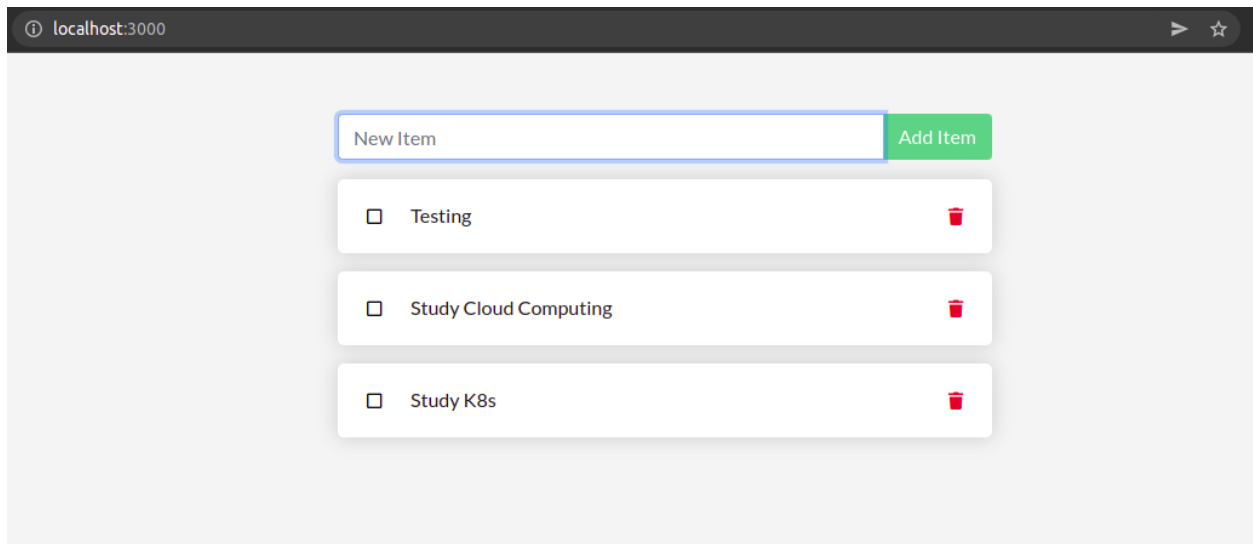 localhost:3000
New Item
Add Item
Testing
Study Cloud Computing
Study K8s